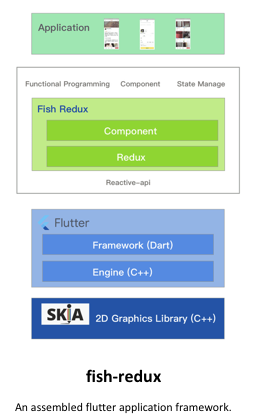 Application
Functional Programming Component State Manage
Fish Redux
Component
Redux
Reactive-api
Flutter
Framework (Dart)
Engine (C++)
SKiA 2D Graphics Library (C++)
fish-redux
An assembled flutter application framework.